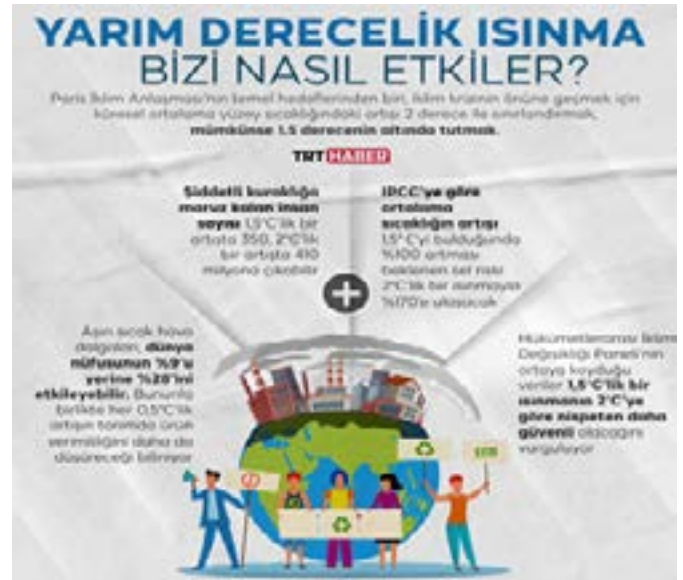 YARIM DERECELİK ISINMA
BİZİ NASIL ETKİLER?
Paris İklim Anlaşması'nın temel hedeflerinden biri, iklim krizinin önüne geçmek için
küresel ortalama yüzey sıcaklığındaki artışı 2 derece ile sınırlandırmak,
mümkünse 1.5 derecenin altında tutmak.
TRT HABER
Şiddetli kuraklığa
maruz kalan insan
sayısı 1,5°C'lik bir
artışta 350, 2°C'lik
bir artışta 410
milyona çıkabilir
IPCC'ye göre
ortalama
sıcaklığın artışı
1.5° C'yi bulduğunda
%100 artması
beklenen sel riski
2°C'lik bir ısınmayla
%170'e ulaşacak
Aşırı sıcak hava
dalgaları, dünya
nüfusunun %9'u
yerine %28'ini
etkileyebilir. Bununla
birlikte her 0,5°C'lik
artışın tarımda ürün
verimliliğini daha da
düşüreceği biliniyor
Hükümetlerarası İklim
Değişikliği Paneli'nin
ortaya koyduğu
veriler 1,5°C'lik bir
ısınmanın 2°C'ye
göre nispeten daha
güvenli olacağını
vurguluyor